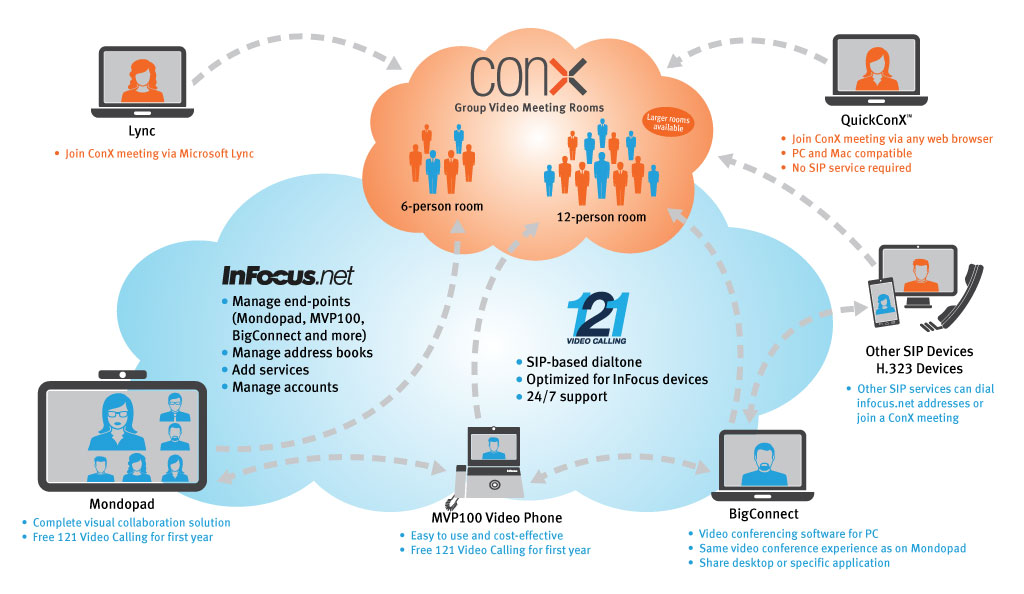 conX
Group Video Meeting Rooms
Larger rooms
available
6-person room
12-person room
Lync
• Join ConX meeting via Microsoft Lync
QuickConX™
• Join ConX meeting via any web browser
• PC and Mac compatible
• No SIP service required
InFocus.net
• Manage end-points
(Mondopad, MVP100,
BigConnect and more)
• Manage address books
• Add services
• Manage accounts
121
VIDEO CALLING
• SIP-based dialtone
• Optimized for InFocus devices
• 24/7 support
Other SIP Devices
H.323 Devices
• Other SIP services can dial
infocus.net addresses or
join a ConX meeting
Mondopad
• Complete visual collaboration solution
• Free 121 Video Calling for first year
MVP100 Video Phone
• Easy to use and cost-effective
• Free 121 Video Calling for first year
BigConnect
• Video conferencing software for PC
• Same video conference experience as on Mondopad
• Share desktop or specific application